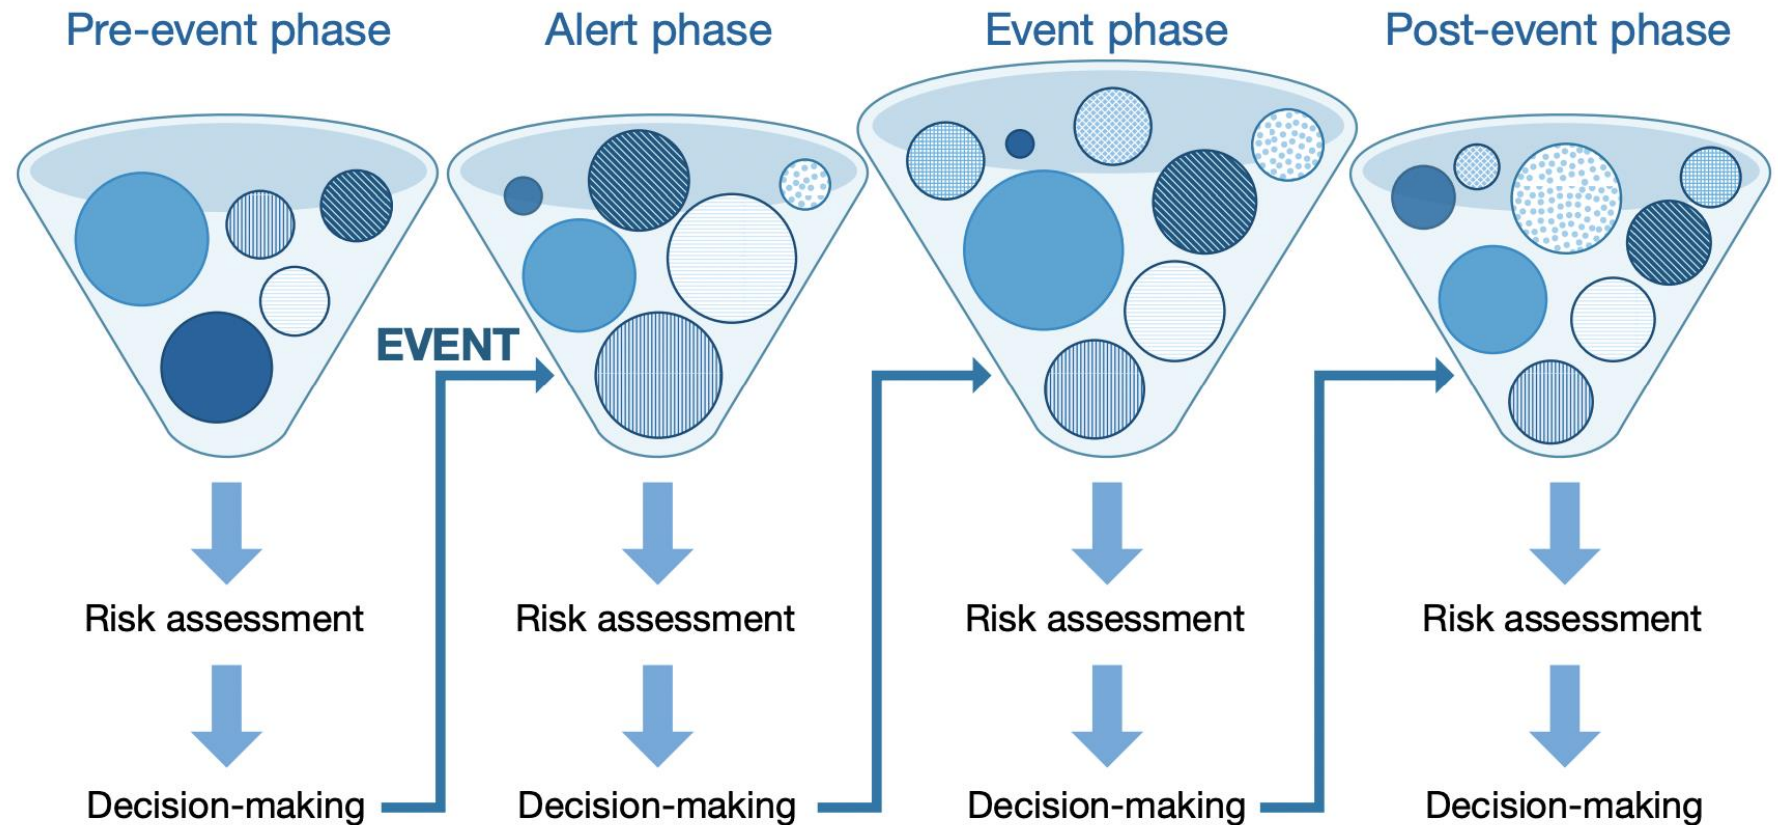 Pre-event phase
Alert phase
Event phase
Post-event phase
EVENT
Risk assessment
Risk assessment
Risk assessment
Risk assessment
Decision-making
Decision-making
Decision-making
Decision-making